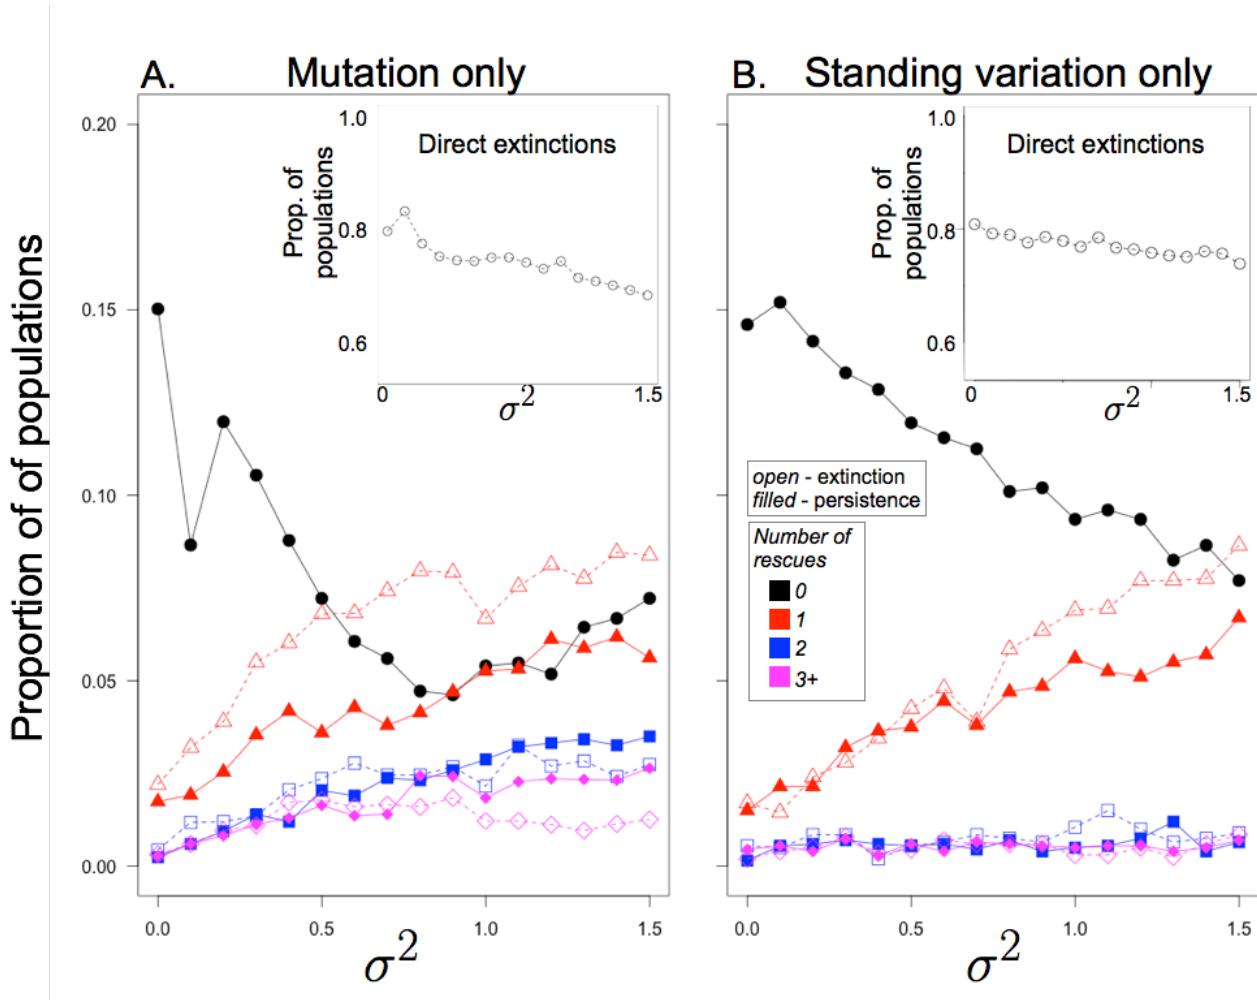 A. Mutation only
B. Standing variation only
Proportion of of populations
0.20
0.15
0.10
0.05
0.00
0.0 0.5 1.0 1.5
σ²
Direct extinctions
Prop. of
populations
1.0
0.8
0.6
0 1.5
σ²
Direct extinctions
Prop. of
populations
1.0
0.8
0.6
0 1.5
σ²
open - extinction
filled - persistence
Number of
rescues
0
1
2
3+
0.0 0.5 1.0 1.5
σ²